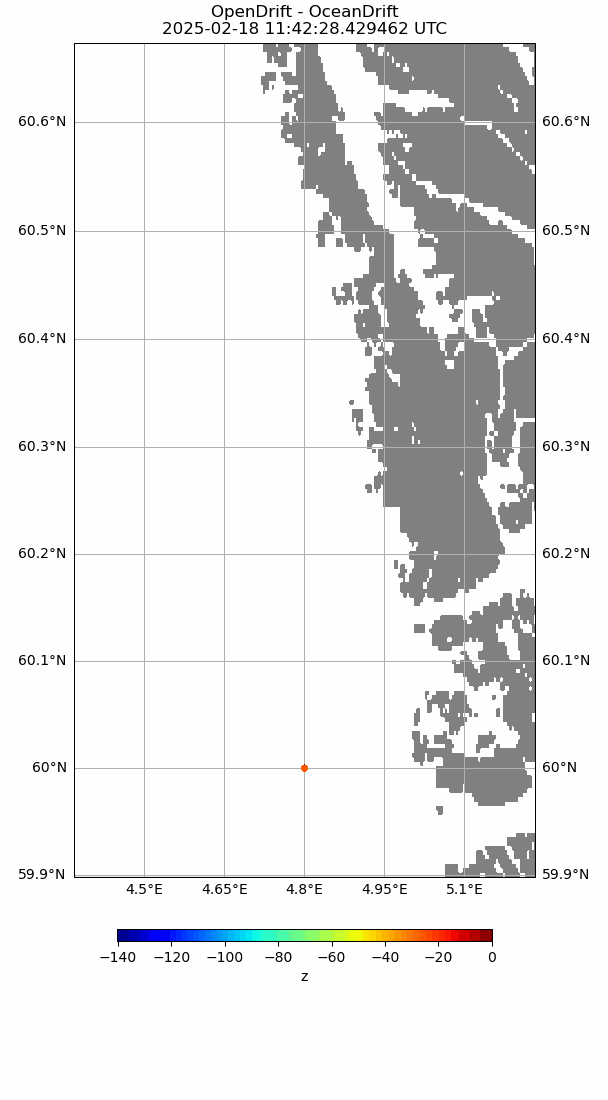 OpenDrift - OceanDrift
2025-02-18 11:42:28.429462 UTC
60.6°N 60.6°N
60.5°N 60.5°N
60.4°N 60.4°N
60.3°N 60.3°N
60.2°N 60.2°N
60.1°N 60.1°N
60°N 60°N
59.9°N 59.9°N
4.5°E 4.65°E 4.8°E 4.95°E 5.1°E
−140 −120 −100 −80 −60 −40 −20 0
z